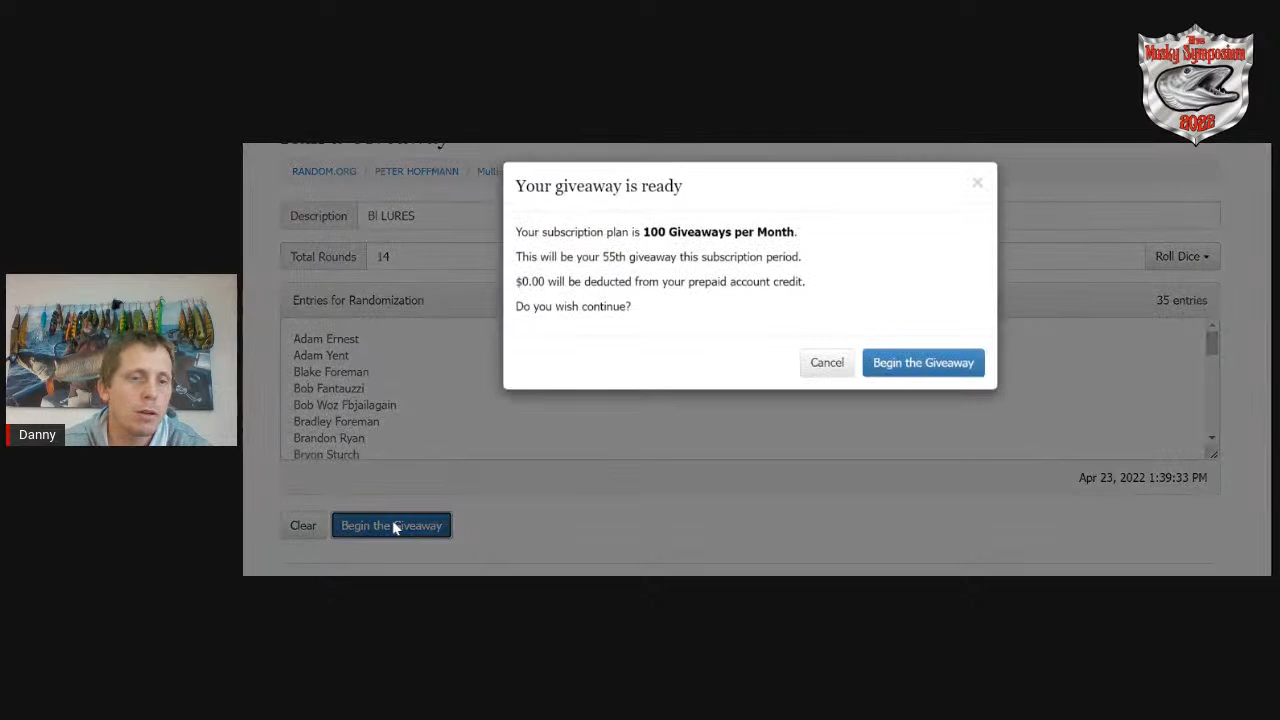 The
Musky Symposium
2022
RANDOM.ORG / PETER HOFFMANN /
Your giveaway is ready ×
Your subscription plan is 100 Giveaways per Month.
This will be your 55th giveaway this subscription period.
$0.00 will be deducted from your prepaid account credit.
Do you wish continue?
Cancel Begin the Giveaway
Description BI LURES
Total Rounds 14 Roll Dice
Entries for Randomization 35 entries
Adam Ernest
Adam Yent
Blake Foreman
Bob Fantauzzi
Bob Woz Fbjailagain
Bradley Foreman
Brandon Ryan
Bryon Sturch
Apr 23, 2022 1:39:33 PM
Clear Begin the Giveaway
Danny